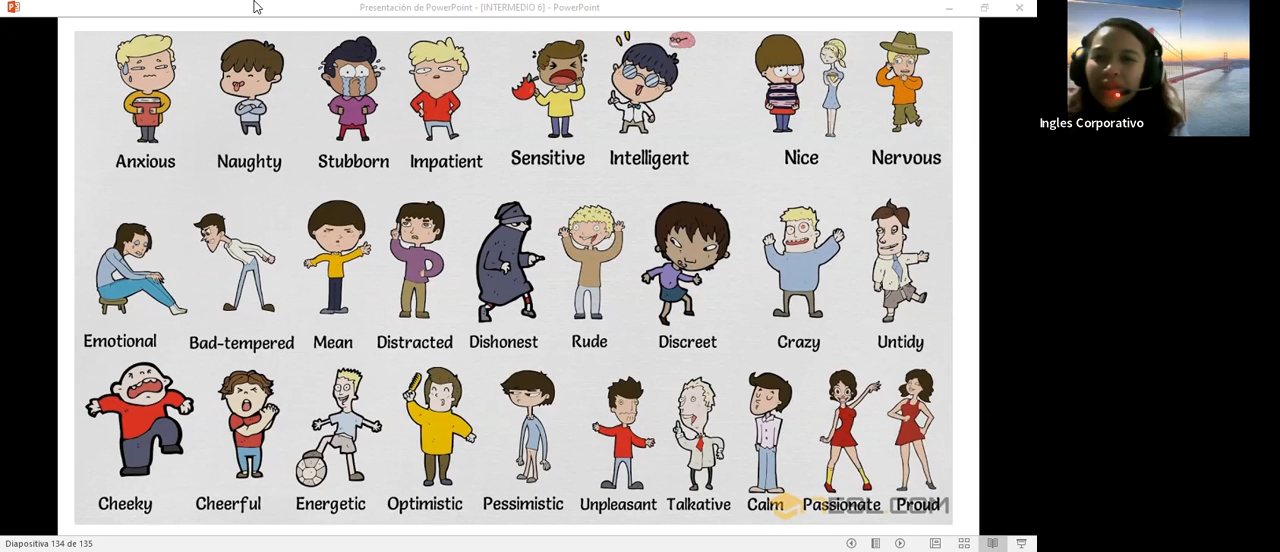 Presentación de PowerPoint - [INTERMEDIO 6] - PowerPoint
Ingles Corporativo
Anxious Naughty Stubborn Impatient Sensitive Intelligent Nice Nervous
Emotional Bad-tempered Mean Distracted Dishonest Rude Discreet Crazy Untidy
Cheeky Cheerful Energetic Optimistic Pessimistic Unpleasant Talkative Calm Passionate Proud
Diapositiva 134 de 135